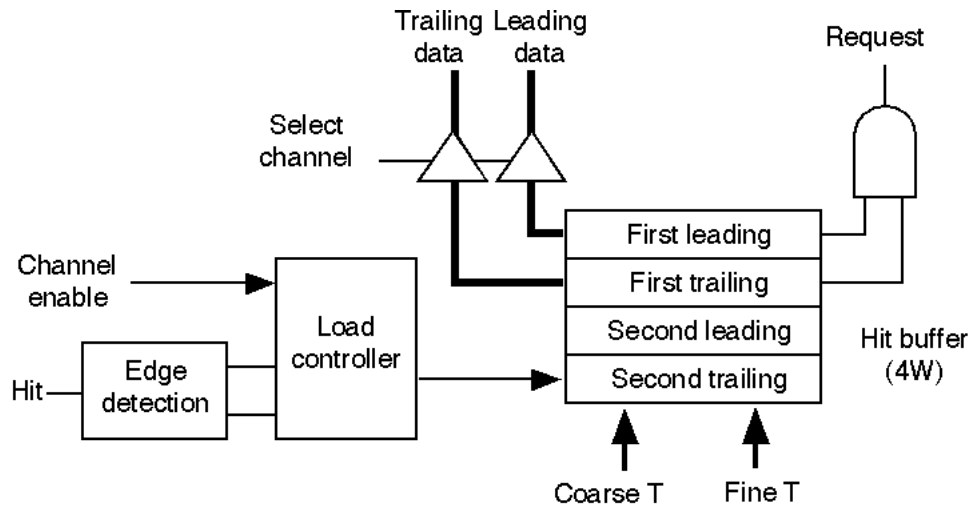 Trailing data
Leading data
Request
Select channel
First leading
First trailing
Second leading
Second trailing
Hit buffer (4W)
Channel enable
Load controller
Hit
Edge detection
Coarse T
Fine T